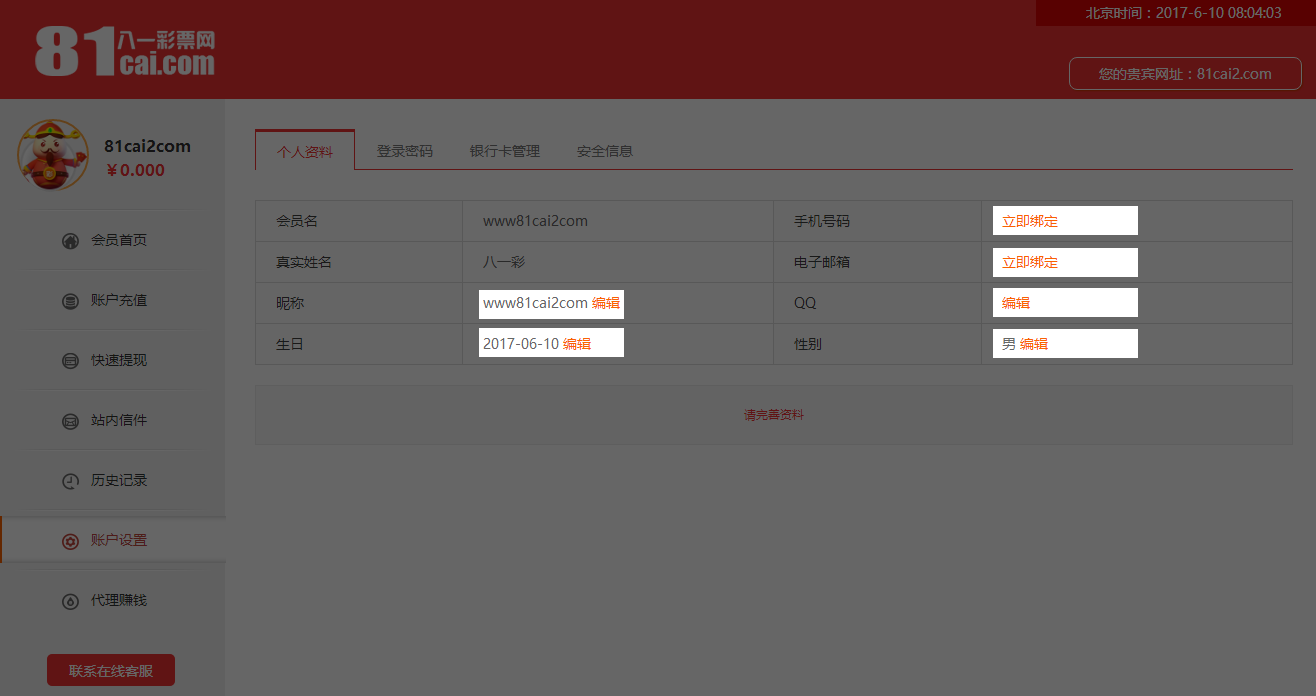 北京时间：2017-6-10 08:04:03
81八一彩票网
cai.com
您的贵宾网址：81cai2.com
81cai2com
￥0.000
会员首页
账户充值
快速提现
站内信件
历史记录
账户设置
代理赚钱
联系在线客服
个人资料 登录密码 银行卡管理 安全信息
会员名 www81cai2com 手机号码 立即绑定
真实姓名 八一彩 电子邮箱 立即绑定
昵称 www81cai2com 编辑 QQ 编辑
生日 2017-06-10 编辑 性别 男 编辑
请完善资料